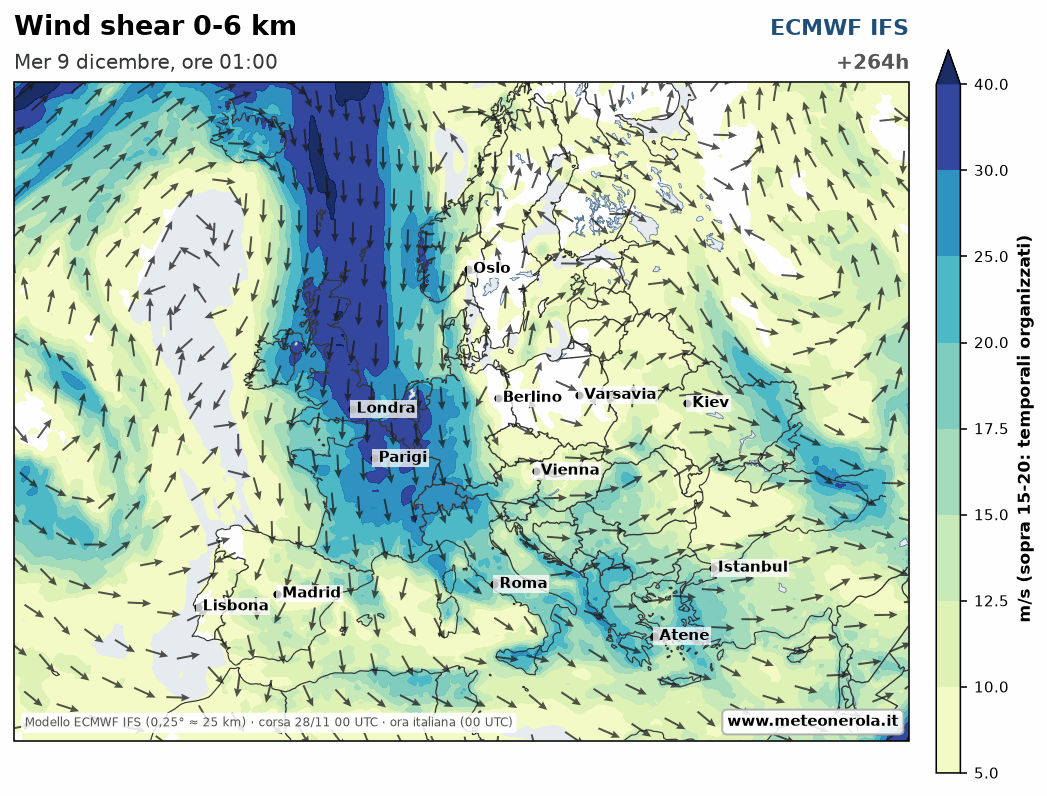 Wind shear 0-6 km
ECMWF IFS
Mer 9 dicembre, ore 01:00
+264h
40.0
30.0
25.0
20.0
17.5
15.0
12.5
10.0
5.0
m/s (sopra 15-20: temporali organizzati)
Oslo
Berlino
Varsavia
Kiev
Londra
Parigi
Vienna
Istanbul
Roma
Madrid
Lisbona
Atene
Modello ECMWF IFS (0,25° ≈ 25 km) · corsa 28/11 00 UTC · ora italiana (00 UTC)
www.meteonerola.it